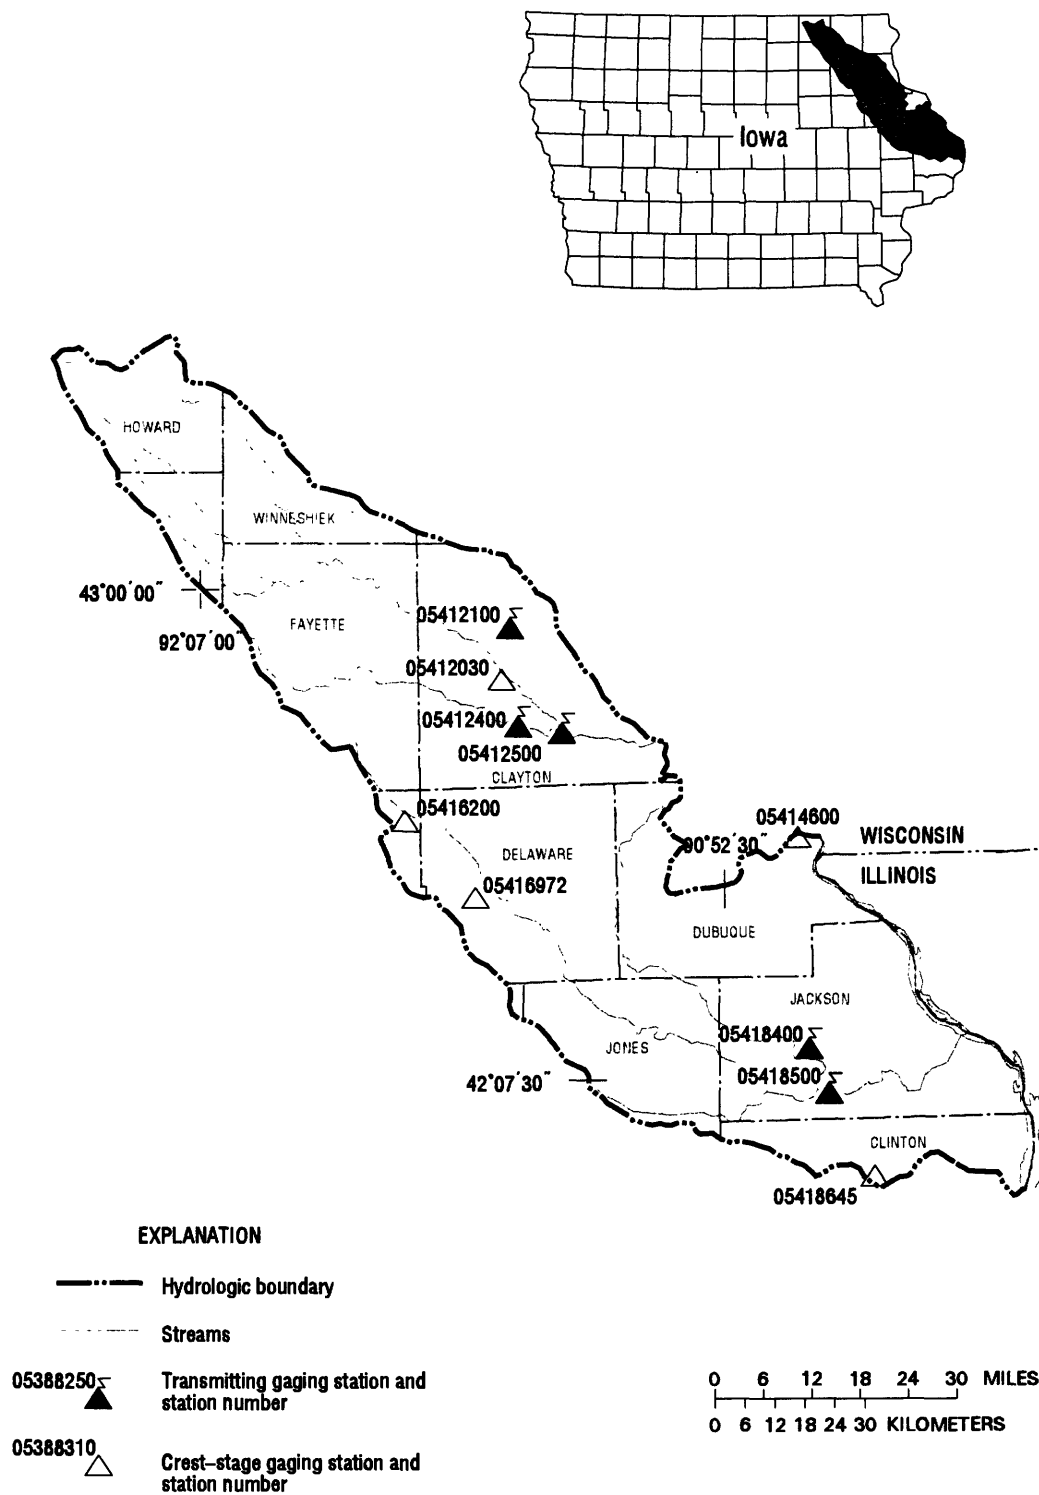 Iowa
HOWARD
WINNESHIEK
43°00'00"
92°07'00"
FAYETTE
05412100
05412030
05412400
05412500
CLAYTON
05416200
05414600
90°52'30"
WISCONSIN
ILLINOIS
DELAWARE
05416972
DUBUQUE
JACKSON
05418400
JONES
05418500
42°07'30"
CLINTON
05418645
EXPLANATION
Hydrologic boundary
Streams
05388250
Transmitting gaging station and
station number
05388310
Crest-stage gaging station and
station number
0 6 12 18 24 30 MILES
0 6 12 18 24 30 KILOMETERS